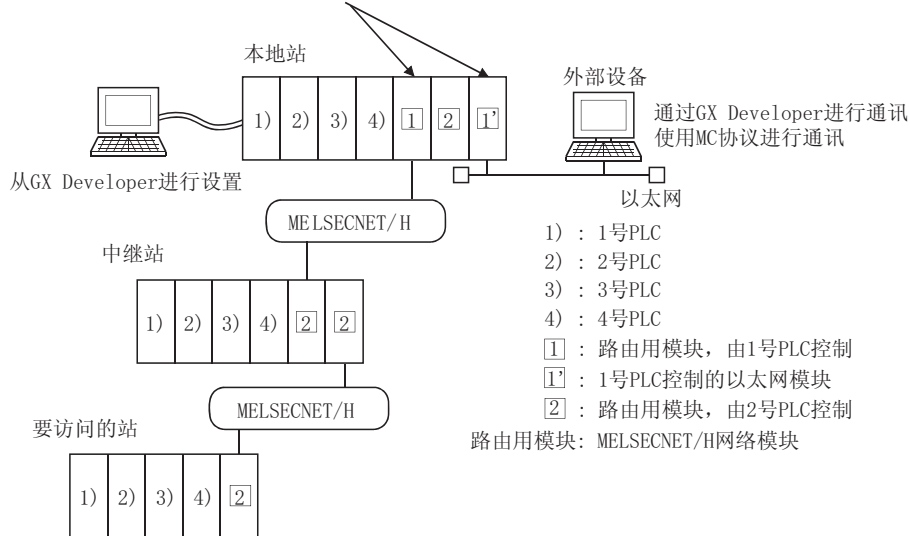 本地站
1) 2) 3) 4) 1 2 1'
外部设备
通过GX Developer进行通讯
使用MC协议进行通讯
从GX Developer进行设置
以太网
MELSECNET/H
中继站
1) 2) 3) 4) 2 2
MELSECNET/H
要访问的站
1) 2) 3) 4) 2
1) : 1号PLC
2) : 2号PLC
3) : 3号PLC
4) : 4号PLC
1 : 路由用模块，由1号PLC控制
1' : 1号PLC控制的以太网模块
2 : 路由用模块，由2号PLC控制
路由用模块: MELSECNET/H网络模块